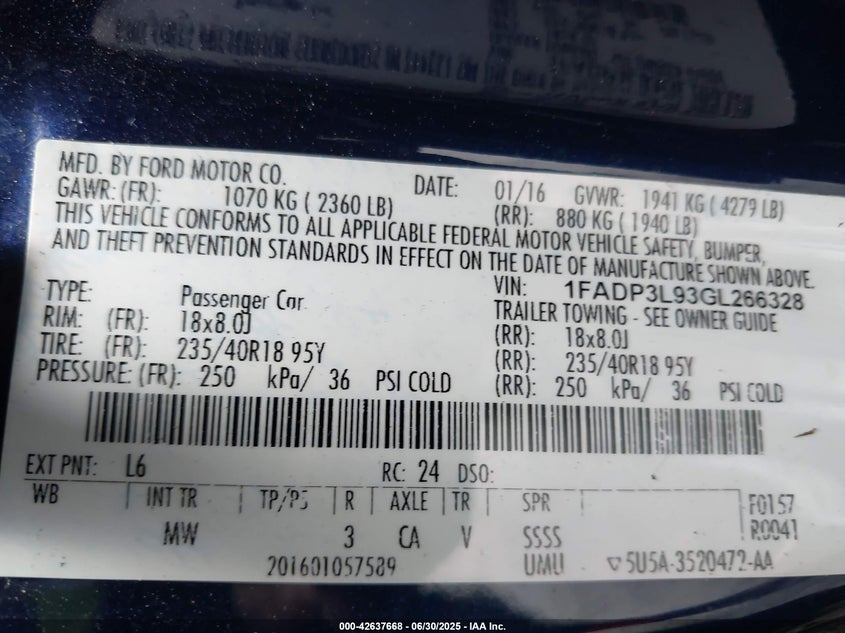 MFD. BY FORD MOTOR CO.
DATE: 01/16 GVWR: 1941 KG ( 4279 LB)
GAWR: (FR): 1070 KG ( 2360 LB) (RR): 880 KG ( 1940 LB)
THIS VEHICLE CONFORMS TO ALL APPLICABLE FEDERAL MOTOR VEHICLE SAFETY, BUMPER,
AND THEFT PREVENTION STANDARDS IN EFFECT ON THE DATE OF MANUFACTURE SHOWN ABOVE.
VIN: 1FADP3L93GL266328
TYPE: Passenger Car TRAILER TOWING - SEE OWNER GUIDE
RIM: (FR): 18x8.0J (RR): 18x8.0J
TIRE: (FR): 235/40R18 95Y (RR): 235/40R18 95Y
PRESSURE: (FR): 250 kPa/ 36 PSI COLD (RR): 250 kPa/ 36 PSI COLD
EXT PNT: L6 RC: 24 DSO:
WB INT TR TP/PS R AXLE TR SPR F0157
MW 3 CA V SSSS R0041
201601057589 UMU 5U5A-3520472-AA
000-42637668 - 06/30/2025 - IAA Inc.